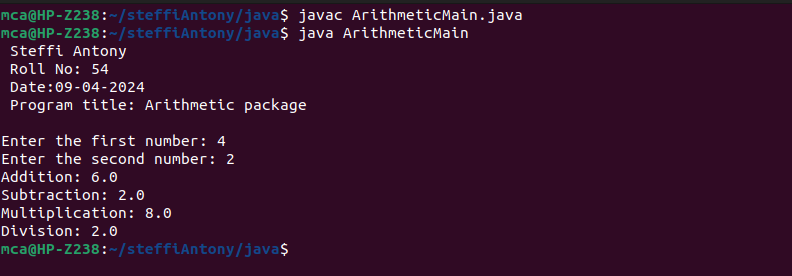 mca@HP-Z238:~/steffiAntony/java$ javac ArithmeticMain.java
mca@HP-Z238:~/steffiAntony/java$ java ArithmeticMain
Steffi Antony
Roll No: 54
Date:09-04-2024
Program title: Arithmetic package
Enter the first number: 4
Enter the second number: 2
Addition: 6.0
Subtraction: 2.0
Multiplication: 8.0
Division: 2.0
mca@HP-Z238:~/steffiAntony/java$